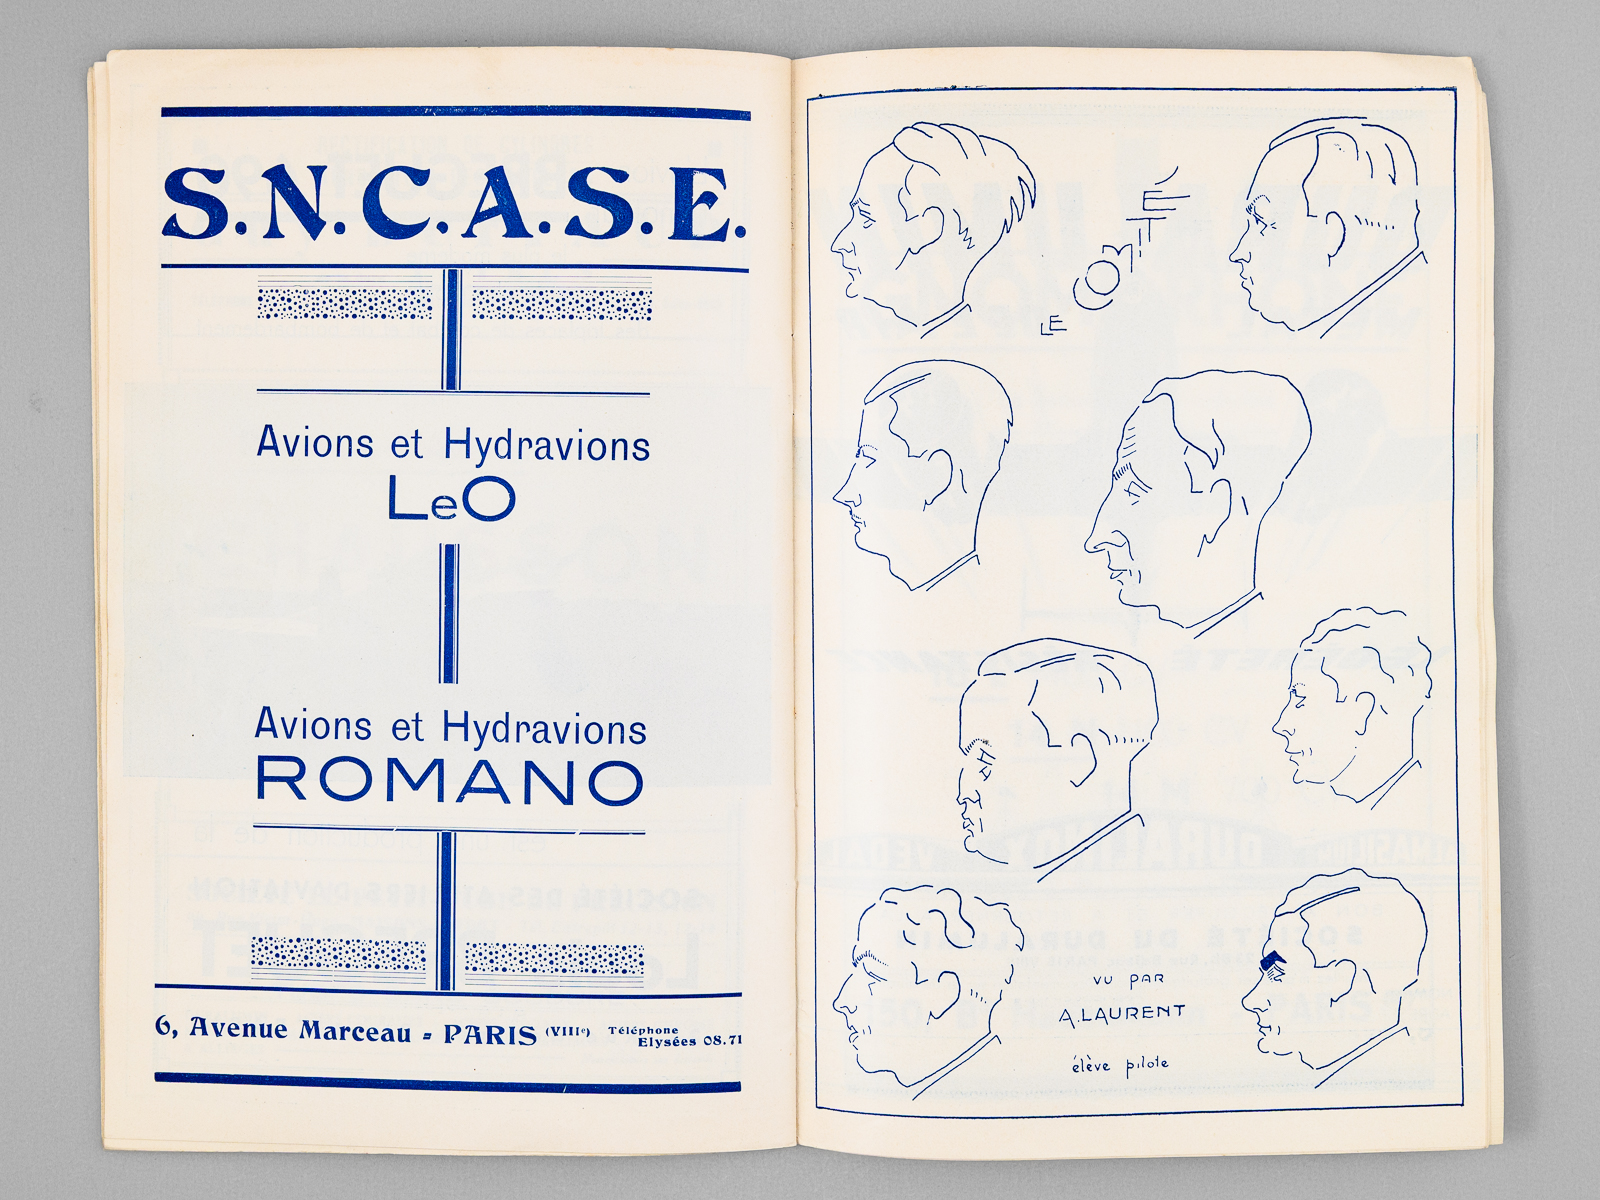 S.N.C.A.S.E.
Avions et Hydravions
LeO
Avions et Hydravions
ROMANO
6, Avenue Marceau = PARIS (VIIIe) Téléphone
Elysées 08.71
LE COMITÉ
VU PAR
A. LAURENT
élève pilote